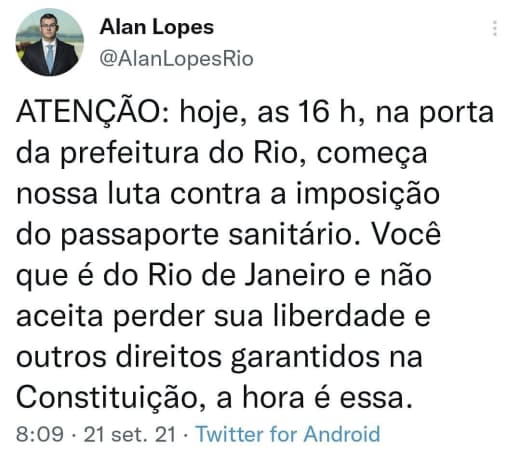 Alan Lopes
@AlanLopesRio
ATENÇÃO: hoje, as 16 h, na porta
da prefeitura do Rio, começa
nossa luta contra a imposição
do passaporte sanitário. Você
que é do Rio de Janeiro e não
aceita perder sua liberdade e
outros direitos garantidos na
Constituição, a hora é essa.
8:09 · 21 set. 21 · Twitter for Android